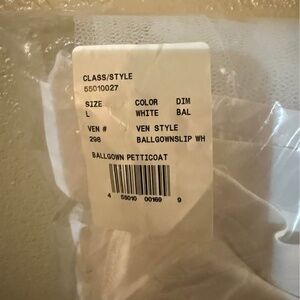 CLASS/STYLE
55010027
SIZE COLOR DIM
L WHITE BAL
VEN # VEN STYLE
298 BALLGOWNSLIP WH
BALLGOWN PETTICOAT
4 55010 00169 9